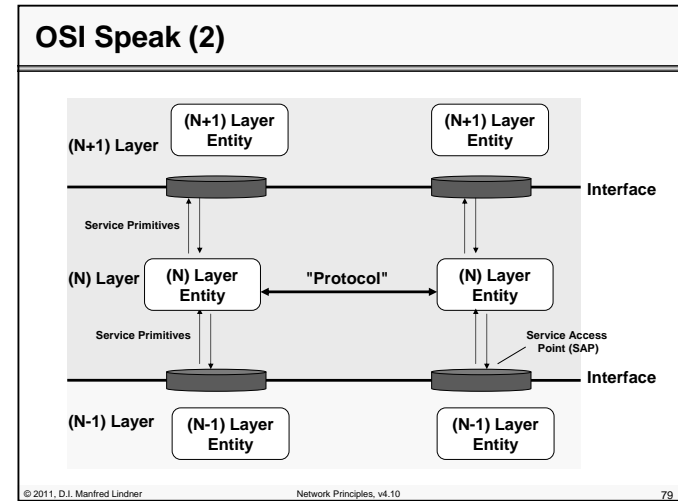 OSI Speak (2)
(N+1) Layer
Entity
(N+1) Layer
Entity
(N+1) Layer
Interface
Service Primitives
(N) Layer
(N) Layer
Entity
"Protocol"
(N) Layer
Entity
Service Primitives
Service Access
Point (SAP)
Interface
(N-1) Layer
(N-1) Layer
Entity
(N-1) Layer
Entity
© 2011, D.I. Manfred Lindner
Network Principles, v4.10
79